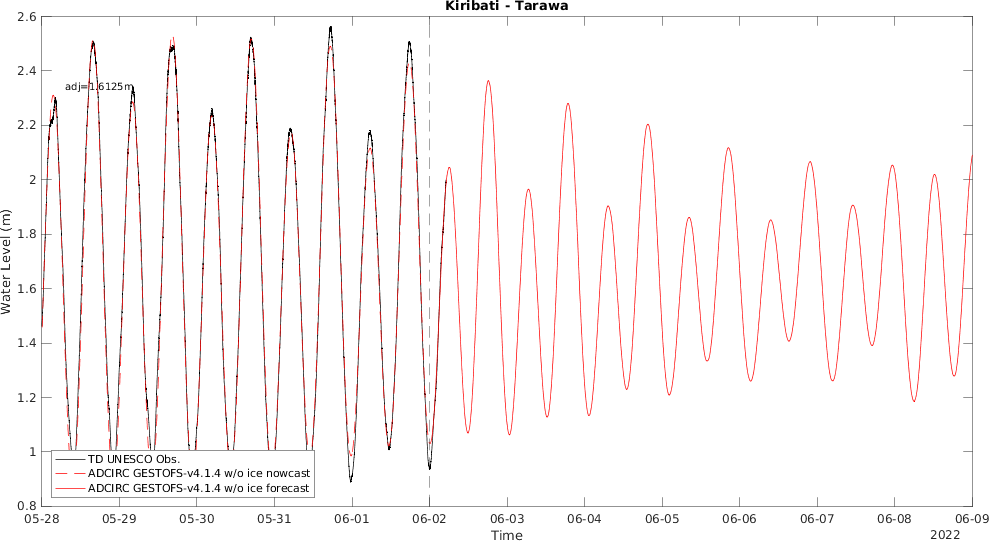 Kiribati - Tarawa
2.6
2.4
2.2
2
1.8
1.6
1.4
1.2
1
0.8
Water Level (m)
adj=1.6125m
TD UNESCO Obs.
ADCIRC GESTOFS-v4.1.4 w/o ice nowcast
ADCIRC GESTOFS-v4.1.4 w/o ice forecast
05-28 05-29 05-30 05-31 06-01 06-02 06-03 06-04 06-05 06-06 06-07 06-08 06-09
Time
2022